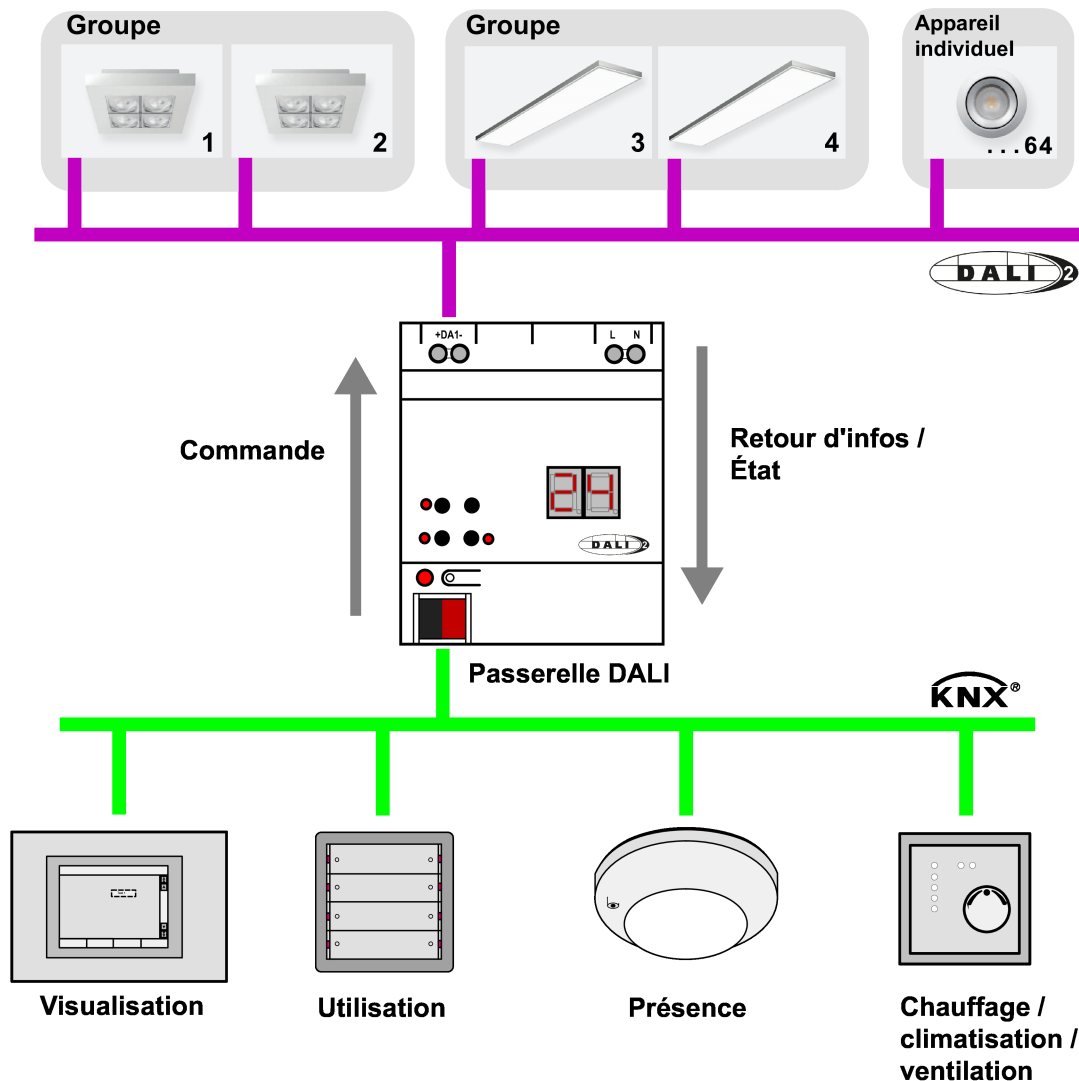 Groupe
Groupe
Appareil
individuel
1
2
3
4
...64
DALI 2
+DA1-
L N
Commande
Retour d'infos /
État
24
DALI 2
Passerelle DALI
KNX®
Visualisation
Utilisation
Présence
Chauffage /
climatisation /
ventilation